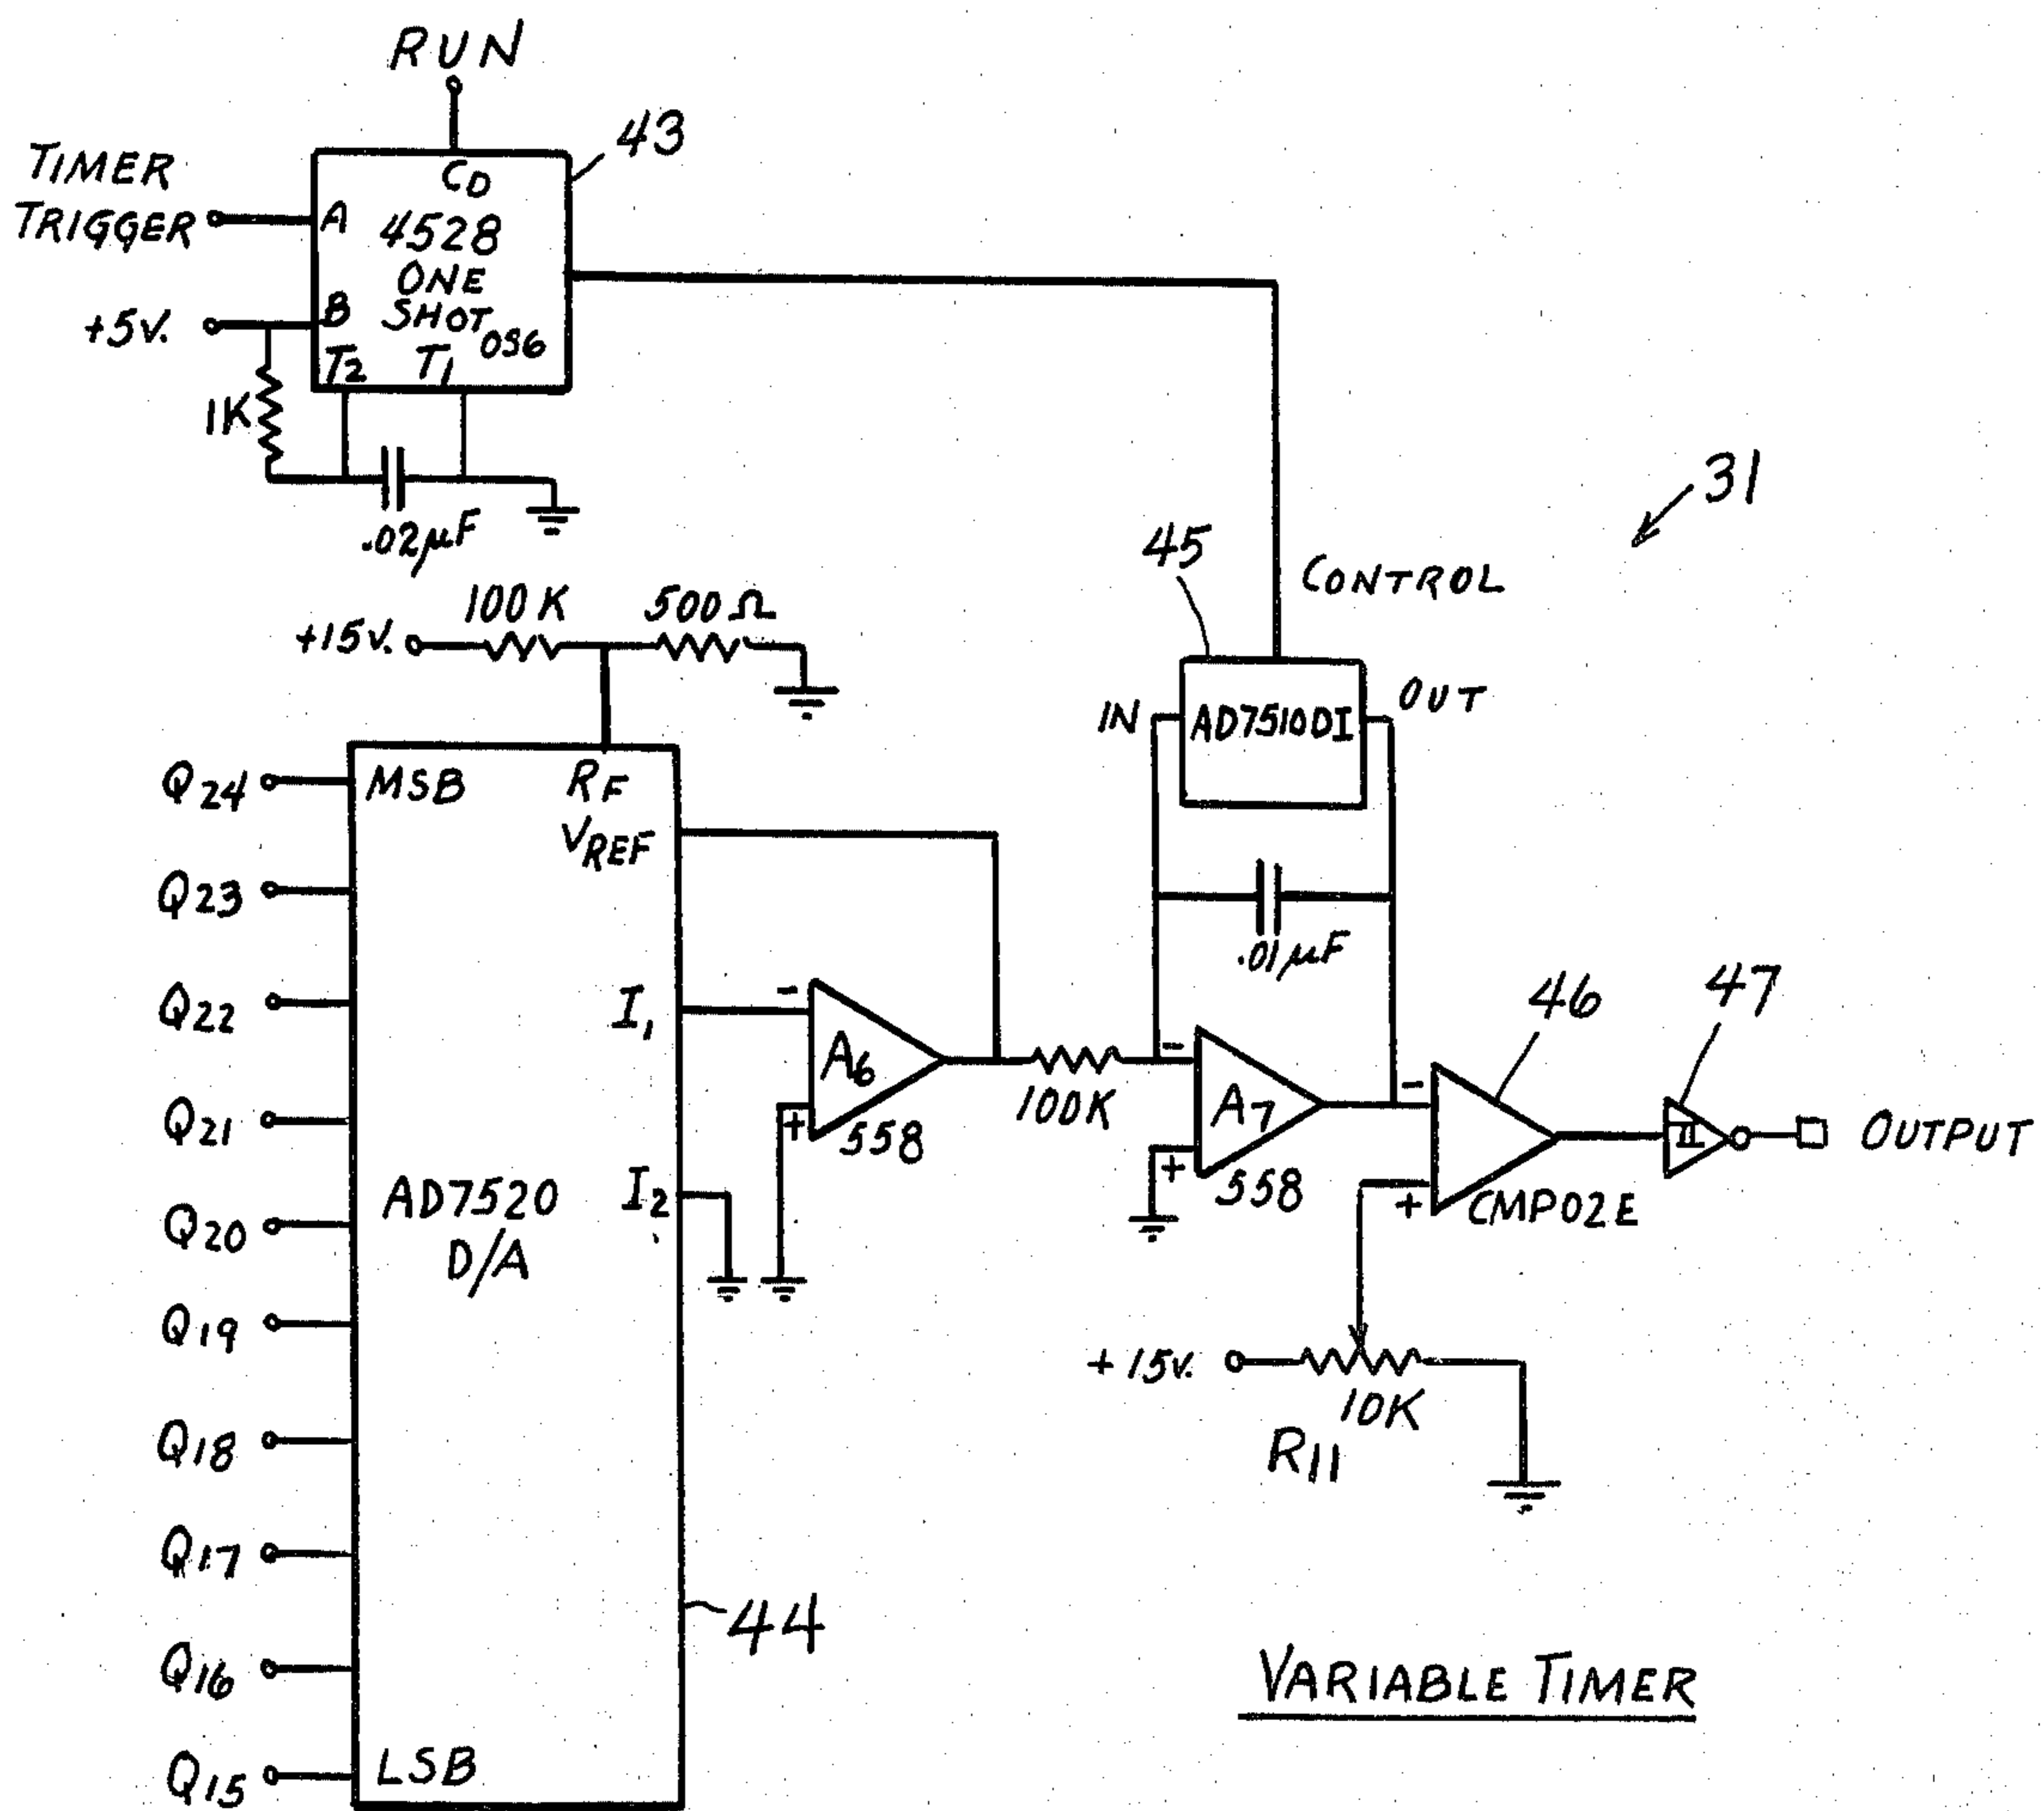 RUN
43
TIMER
TRIGGER
CD
A
4528
ONE
SHOT
OS6
+5V.
B
T2
T1
1K
.02µF
31
45
CONTROL
100K
500Ω
+15V.
IN
AD7510DI
OUT
Q24
MSB
RF
VREF
Q23
.01µF
Q22
I1
-
A6
+
558
100K
-
A7
+
558
46
-
+
CMP02E
47
OUTPUT
Q21
Q20
AD7520
D/A
I2
Q19
+15V.
10K
R11
Q18
Q17
44
Q16
VARIABLE TIMER
Q15
LSB